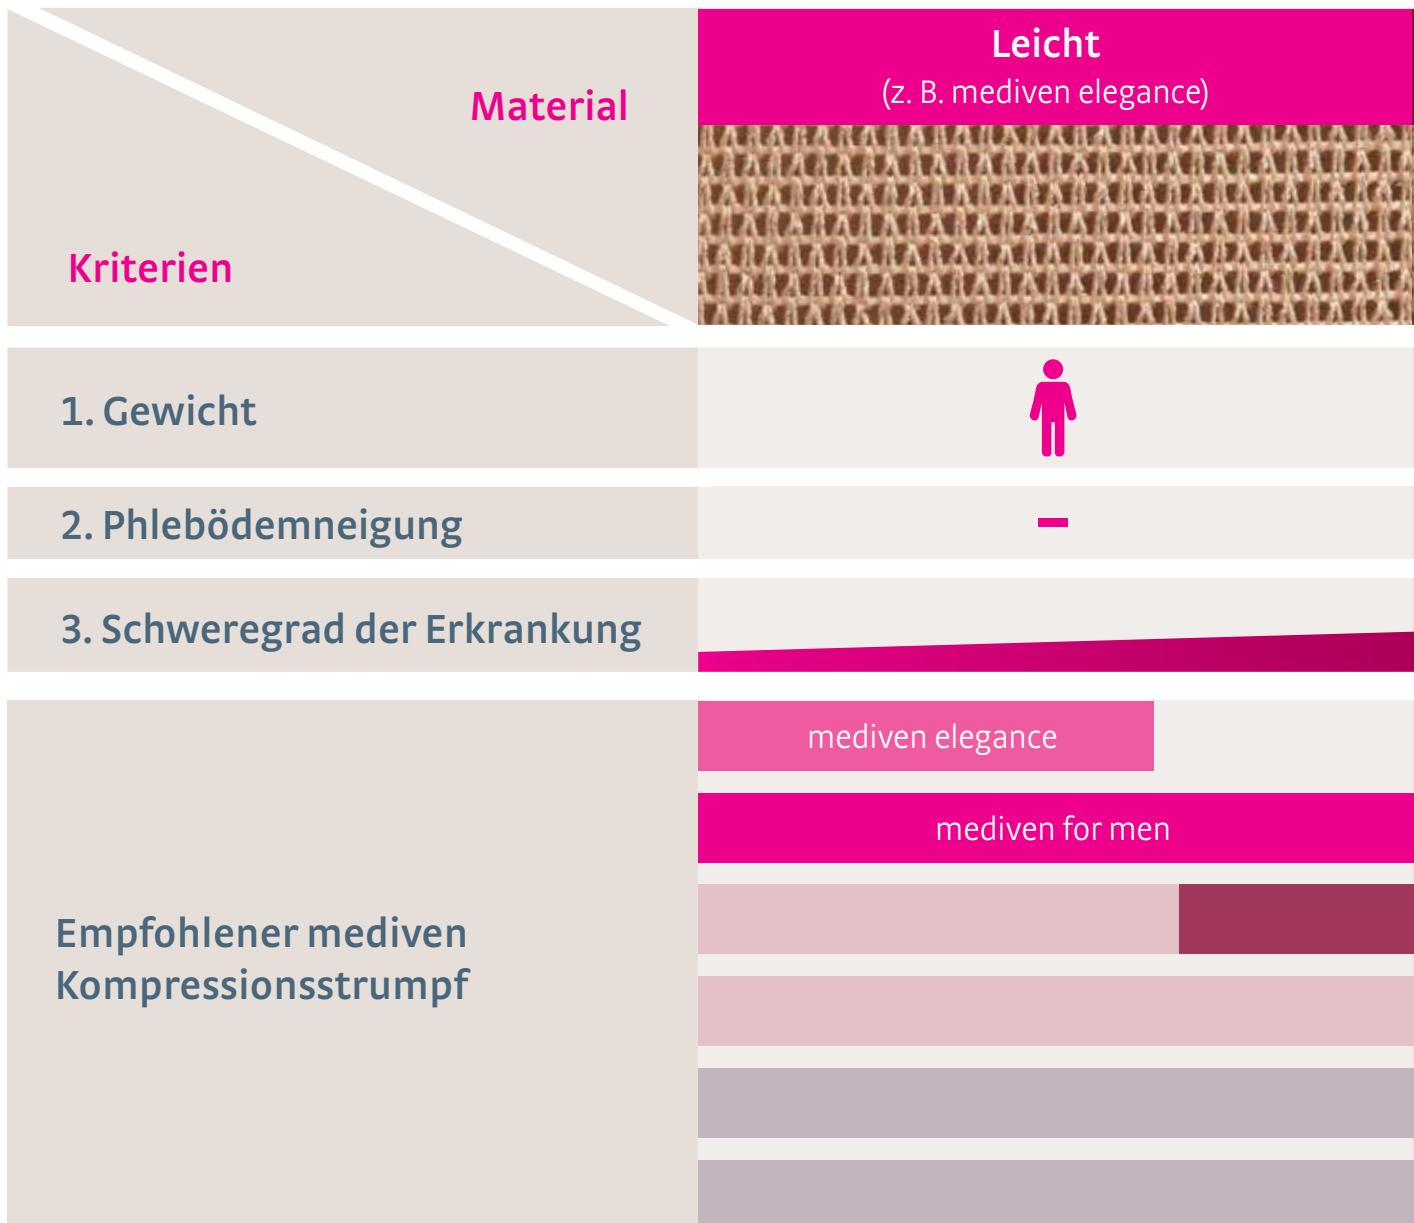 Material
Kriterien
Leicht
(z. B. mediven elegance)
1. Gewicht
2. Phlebödemneigung
3. Schweregrad der Erkrankung
Empfohlener mediven
Kompressionsstrumpf
mediven elegance
mediven for men